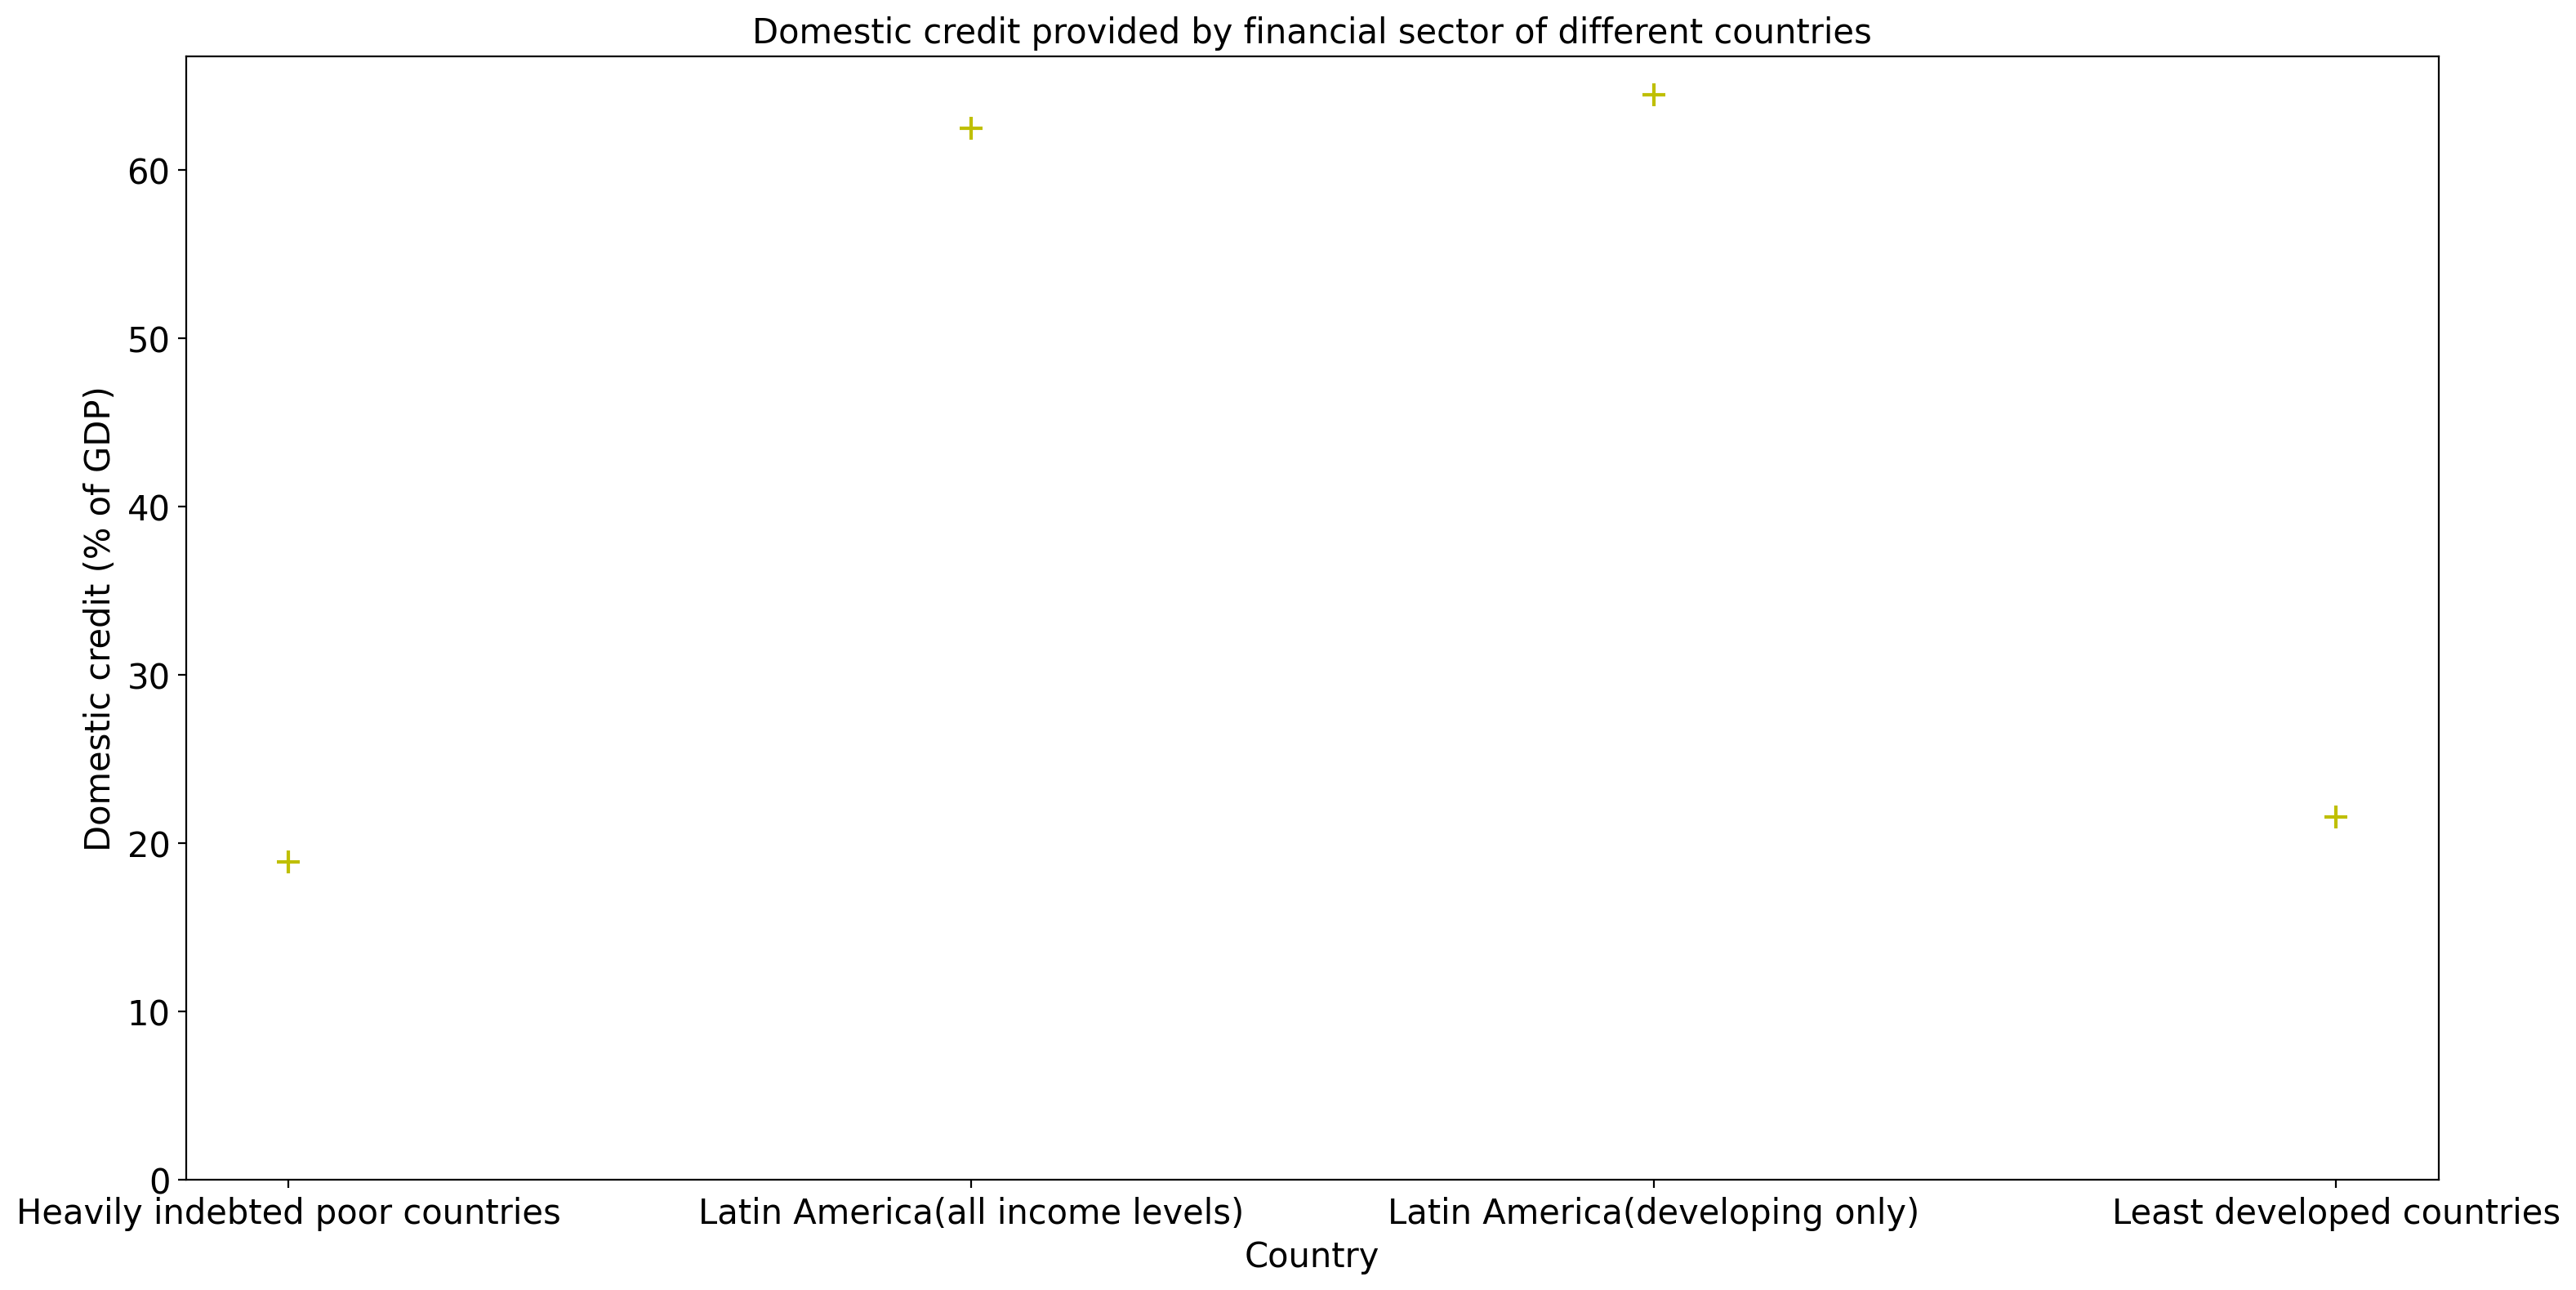 Domestic credit provided by financial sector of different countries
Domestic credit (% of GDP)
60
50
40
30
20
10
0
Heavily indebted poor countries
Latin America(all income levels)
Latin America(developing only)
Least developed countries
Country